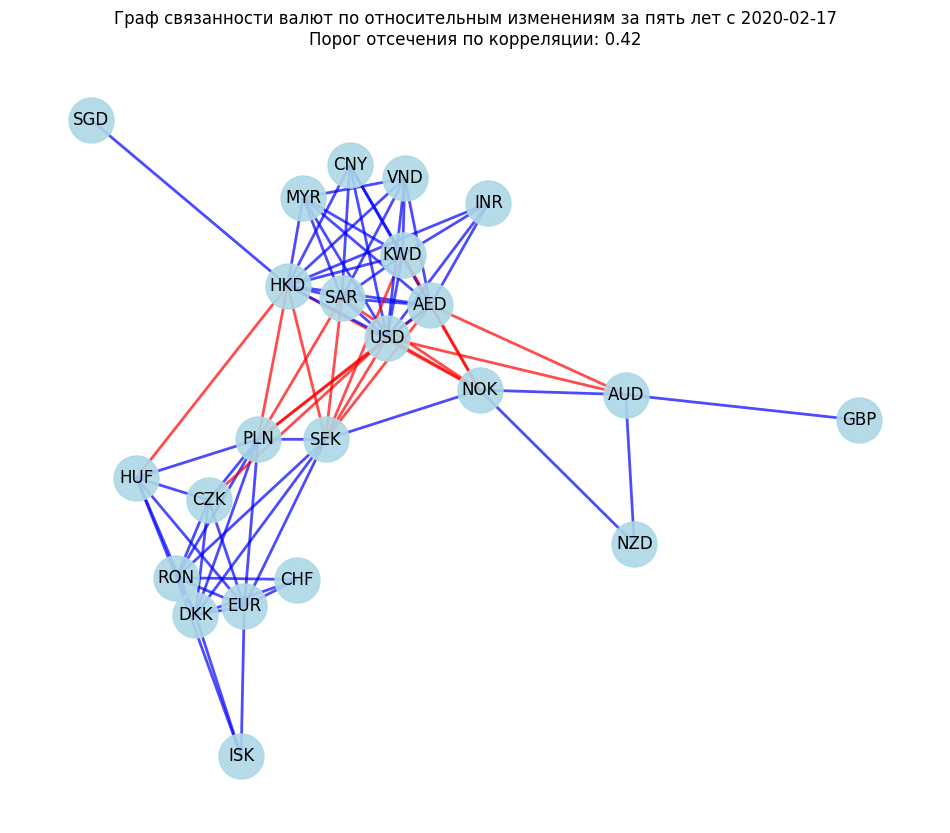 Граф связанности валют по относительным изменениям за пять лет с 2020-02-17
Порог отсечения по корреляции: 0.42
SGD
CNY
VND
MYR
INR
KWD
HKD
SAR
AED
USD
NOK
AUD
GBP
PLN
SEK
HUF
CZK
NZD
RON
CHF
DKK
EUR
ISK